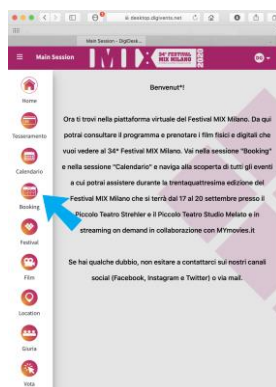 desktop.digivents.net
Main Session - DigiDesk...
Main Session
MIX
34° FESTIVAL
MIX MILANO
2020
DG
Home
Tesseramento
Calendario
Booking
Festival
Film
Location
Giuria
Vota
Benvenut*!
Ora ti trovi nella piattaforma virtuale del Festival MIX Milano. Da qui
potrai consultare il programma e prenotare i film fisici e digitali che
vuoi vedere al 34° Festival MIX Milano. Vai nella sessione "Booking"
e nella sessione "Calendario" e naviga alla scoperta di tutti gli eventi
a cui potrai assistere durante la trentaquattresima edizione del
Festival MIX Milano che si terrà dal 17 al 20 settembre presso il
Piccolo Teatro Strehler e il Piccolo Teatro Studio Melato e in
streaming on demand in collaborazione con MYmovies.it
Se hai qualche dubbio, non esitare a contattarci sui nostri canali
social (Facebook, Instagram e Twitter) o via mail.